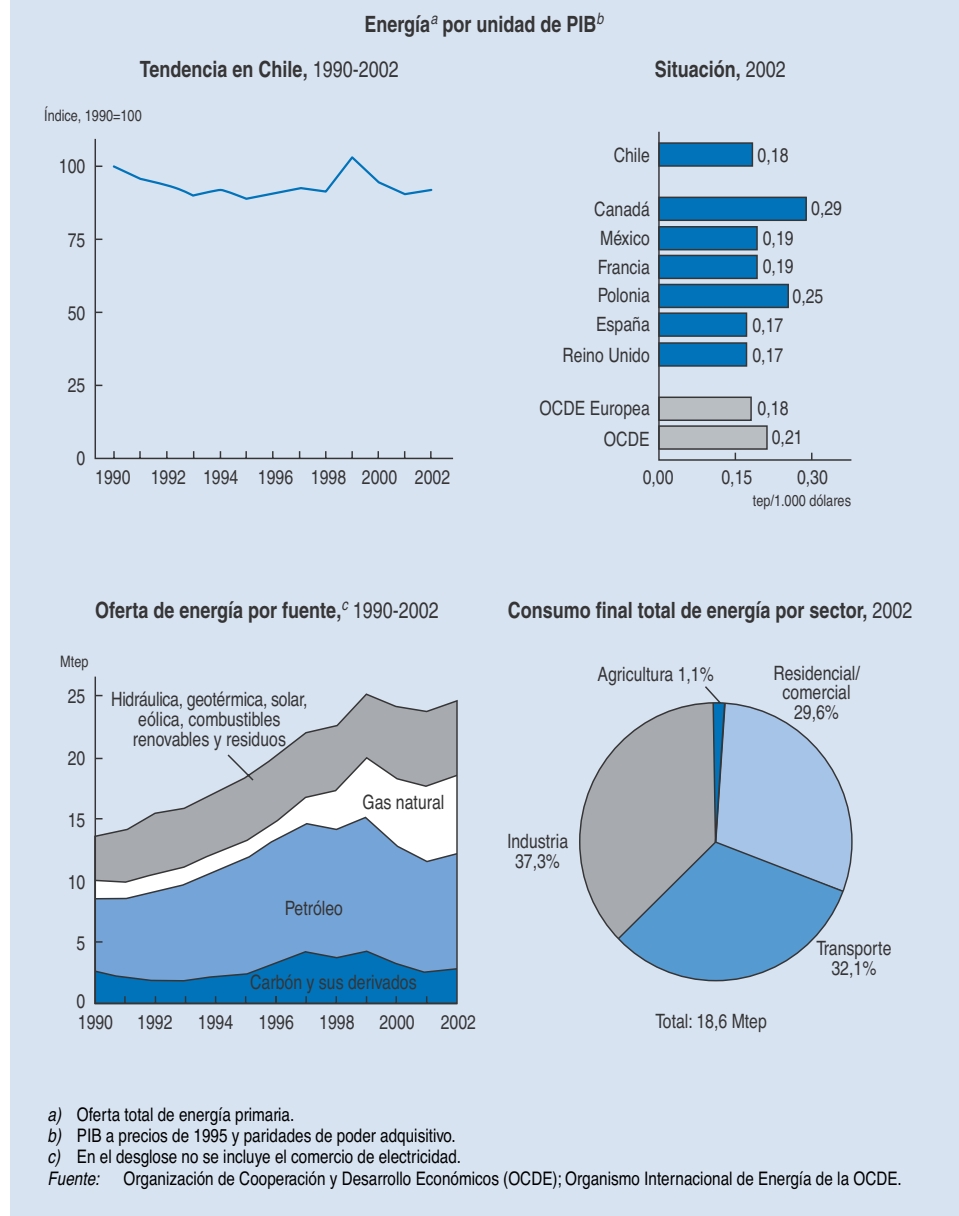 Energía^a por unidad de PIB^b
Tendencia en Chile, 1990-2002
Índice, 1990=100
100
75
50
25
0
1990 1992 1994 1996 1998 2000 2002
Situación, 2002
Chile 0,18
Canadá 0,29
México 0,19
Francia 0,19
Polonia 0,25
España 0,17
Reino Unido 0,17
OCDE Europea 0,18
OCDE 0,21
0,00 0,15 0,30
tep/1.000 dólares
Oferta de energía por fuente,^c 1990-2002
Mtep
25
20
15
10
5
0
Hidráulica, geotérmica, solar,
eólica, combustibles
renovables y residuos
Gas natural
Petróleo
Carbón y sus derivados
1990 1992 1994 1996 1998 2000 2002
Consumo final total de energía por sector, 2002
Agricultura 1,1%
Residencial/
comercial
29,6%
Industria
37,3%
Transporte
32,1%
Total: 18,6 Mtep
a) Oferta total de energía primaria.
b) PIB a precios de 1995 y paridades de poder adquisitivo.
c) En el desglose no se incluye el comercio de electricidad.
Fuente: Organización de Cooperación y Desarrollo Económicos (OCDE); Organismo Internacional de Energía de la OCDE.